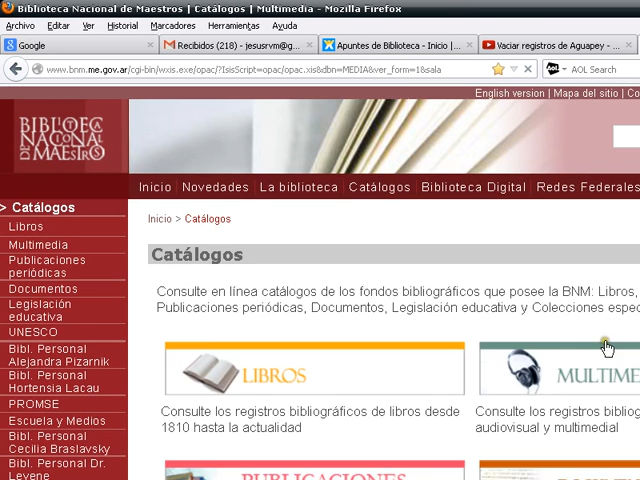 Biblioteca Nacional de Maestros | Catálogos | Multimedia - Mozilla Firefox
Archivo Editar Ver Historial Marcadores Herramientas Ayuda
Google
Recibidos (218) - jesusrvm@g...
Apuntes de Biblioteca - Inicio | ...
Vaciar registros de Aguapey - ...
www.bnm.me.gov.ar/cgi-bin/wxis.exe/opac/?IsisScript=opac/opac.xis&dbn=MEDIA&ver_form=1&sala
AOL Search
English version | Mapa del sitio | Co
BIBLIOTECA
NACIONAL
DE MAESTROS
Inicio Novedades La biblioteca Catálogos Biblioteca Digital Redes Federales
> Catálogos
Libros
Multimedia
Publicaciones
periódicas
Documentos
Legislación
educativa
UNESCO
Bibl. Personal
Alejandra Pizarnik
Bibl. Personal
Hortensia Lacau
PROMSE
Escuela y Medios
Bibl. Personal
Cecilia Braslavsky
Bibl. Personal Dr.
Levene
Inicio > Catálogos
Catálogos
Consulte en línea catálogos de los fondos bibliográficos que posee la BNM: Libros,
Publicaciones periódicas, Documentos, Legislación educativa y Colecciones espec
LIBROS
Consulte los registros bibliográficos de libros desde
1810 hasta la actualidad
MULTIME
Consulte los registros bibliog
audiovisual y multimedial
PUBLICACIONES